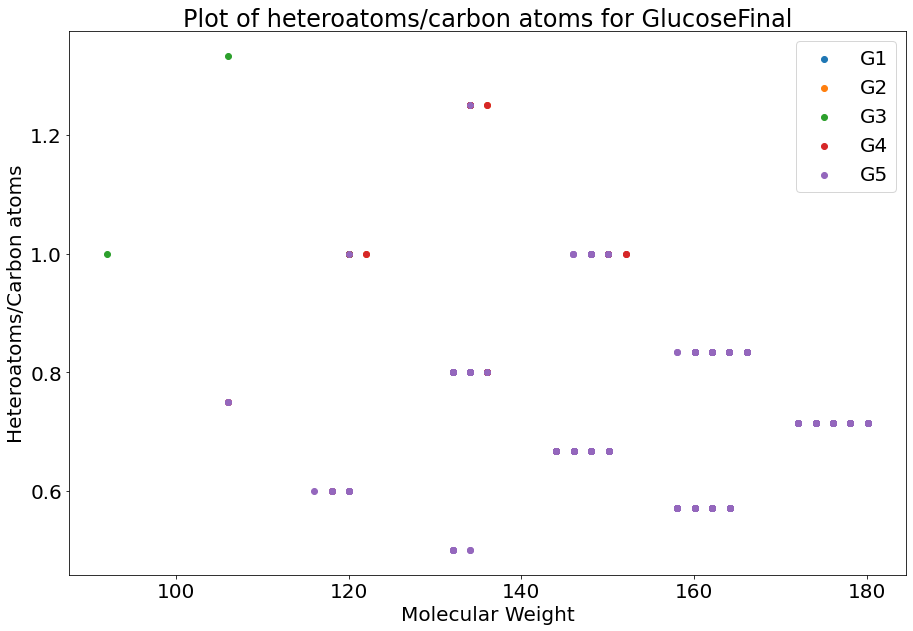 Plot of heteroatoms/carbon atoms for GlucoseFinal
G1
G2
G3
G4
G5
Heteroatoms/Carbon atoms
1.2
1.0
0.8
0.6
100 120 140 160 180
Molecular Weight